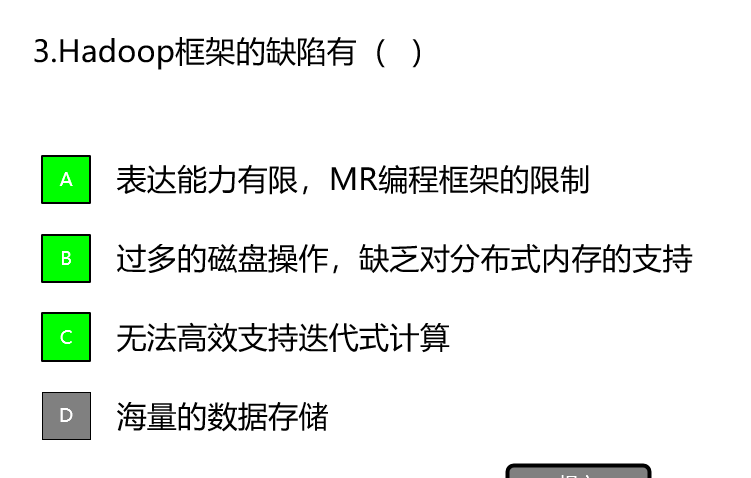 3.Hadoop框架的缺陷有（ ）
A 表达能力有限，MR编程框架的限制
B 过多的磁盘操作，缺乏对分布式内存的支持
C 无法高效支持迭代式计算
D 海量的数据存储